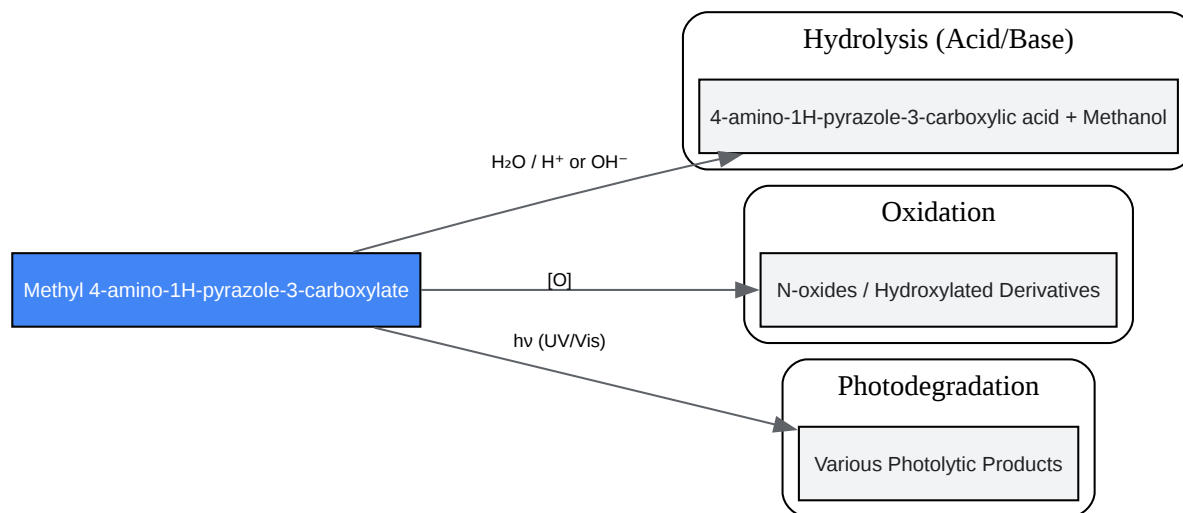 Hydrolysis (Acid/Base)
4-amino-1H-pyrazole-3-carboxylic acid + Methanol
H₂O / H⁺ or OH⁻
Oxidation
Methyl 4-amino-1H-pyrazole-3-carboxylate
[O]
N-oxides / Hydroxylated Derivatives
hν (UV/Vis)
Photodegradation
Various Photolytic Products